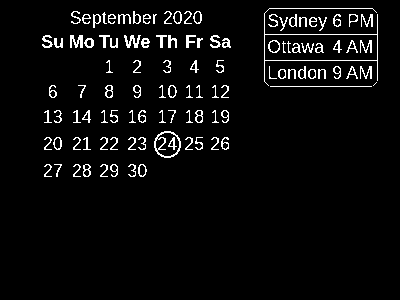 September 2020
Su Mo Tu We Th Fr Sa
1 2 3 4 5
6 7 8 9 10 11 12
13 14 15 16 17 18 19
20 21 22 23 24 25 26
27 28 29 30
Sydney 6 PM
Ottawa 4 AM
London 9 AM